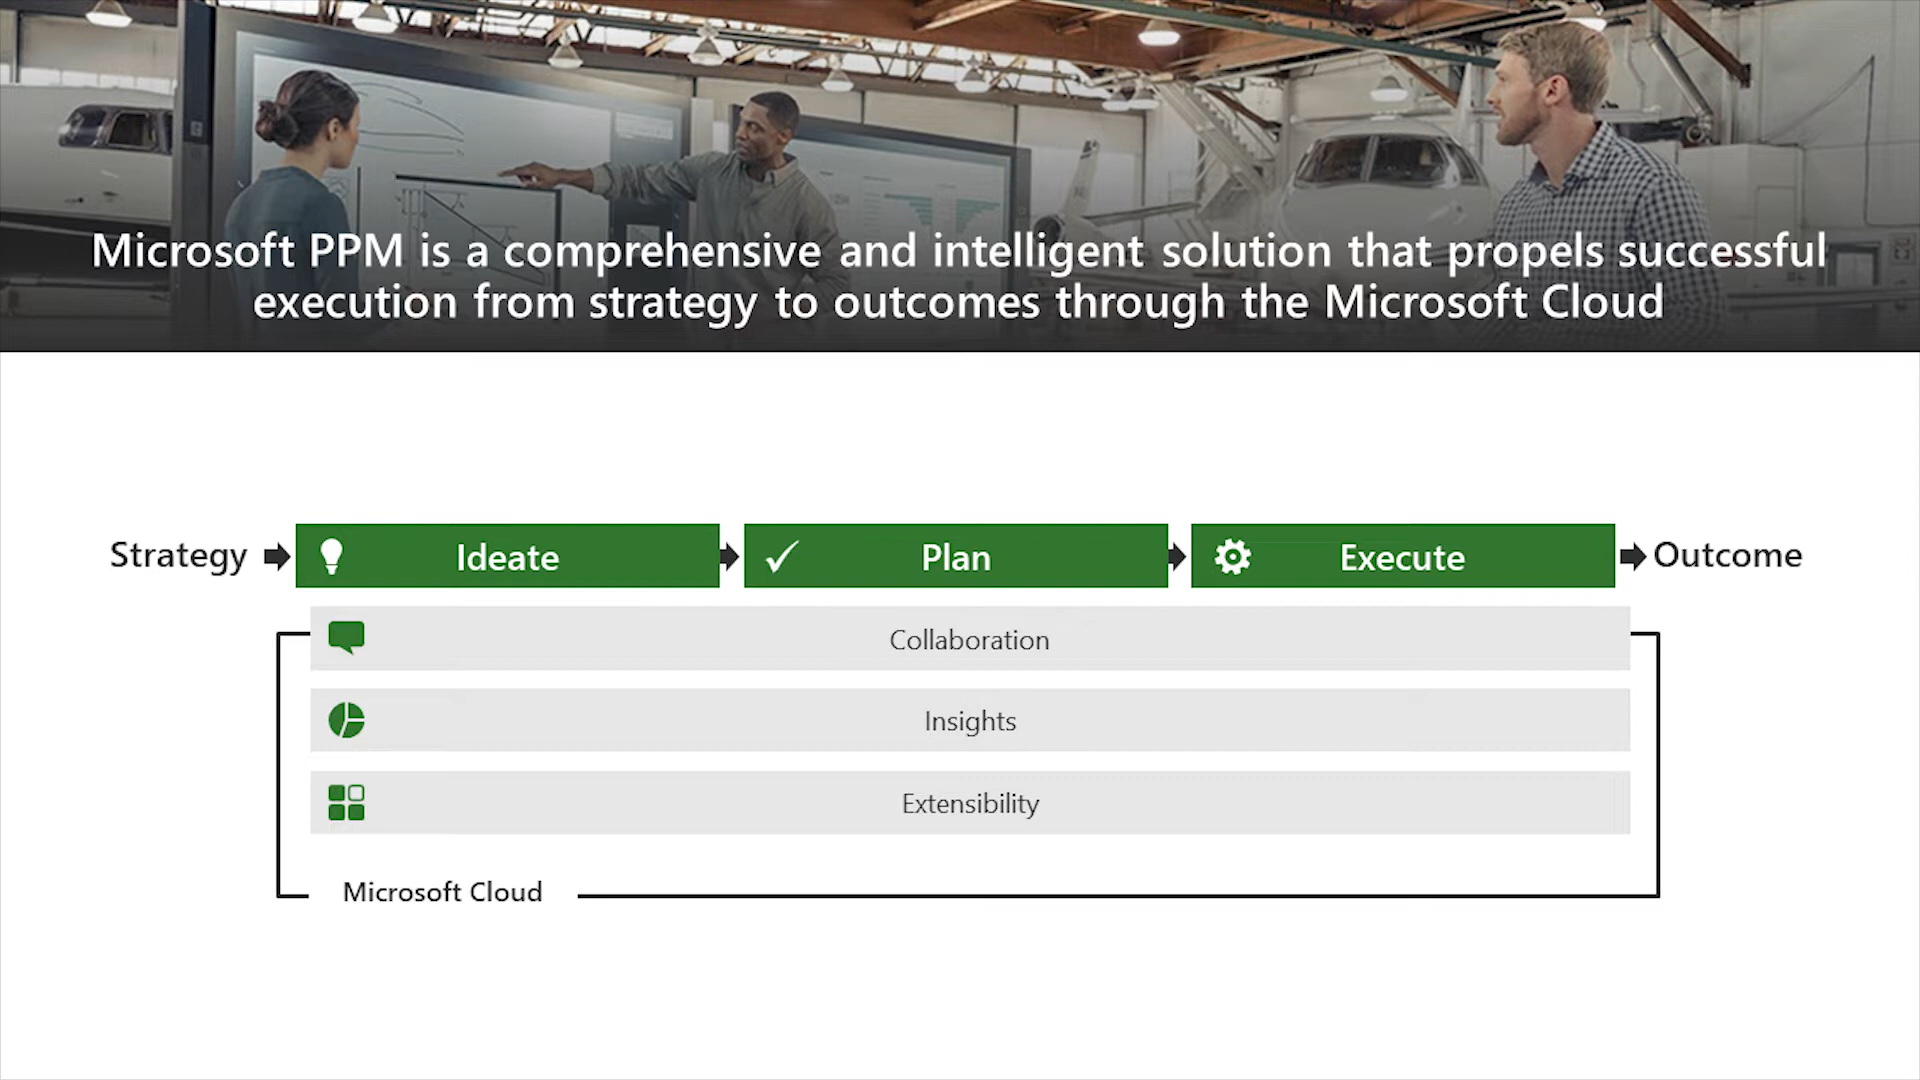 Microsoft PPM is a comprehensive and intelligent solution that propels successful
execution from strategy to outcomes through the Microsoft Cloud
Strategy
Ideate
Plan
Execute
Outcome
Collaboration
Insights
Extensibility
Microsoft Cloud